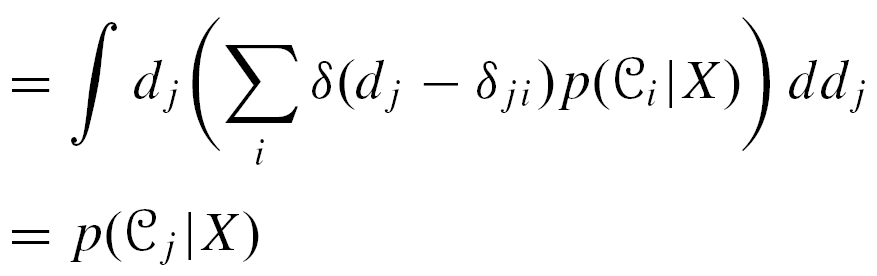 = ∫ d_j ( ∑_i δ(d_j − δ_{ji}) p(𝒞_i|X) ) dd_j
= p(𝒞_j|X)